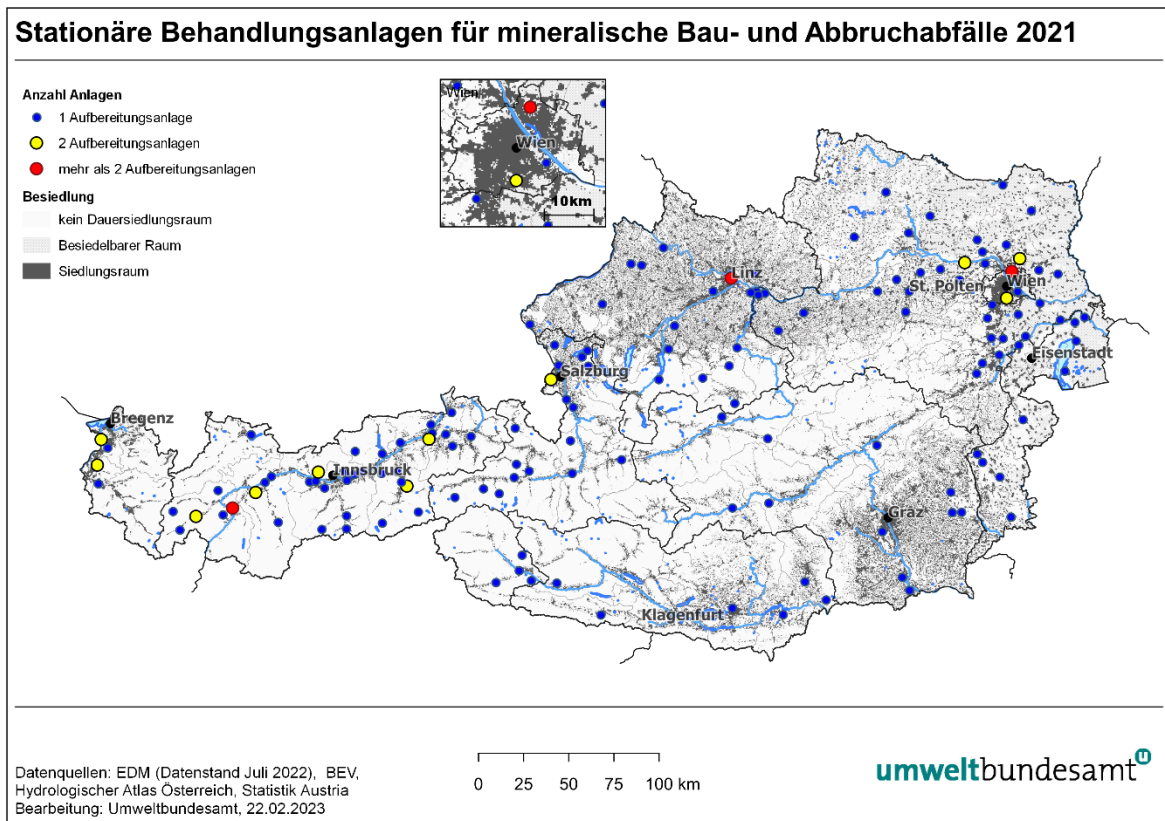 Stationäre Behandlungsanlagen für mineralische Bau- und Abbruchabfälle 2021
Anzahl Anlagen
1 Aufbereitungsanlage
2 Aufbereitungsanlagen
mehr als 2 Aufbereitungsanlagen
Besiedlung
kein Dauersiedlungsraum
Besiedelbarer Raum
Siedlungsraum
Wien
Wien
10km
Linz
St. Pölten
Wien
Eisenstadt
Salzburg
Bregenz
Innsbruck
Graz
Klagenfurt
Datenquellen: EDM (Datenstand Juli 2022), BEV,
Hydrologischer Atlas Österreich, Statistik Austria
Bearbeitung: Umweltbundesamt, 22.02.2023
0 25 50 75 100 km
umweltbundesamt u